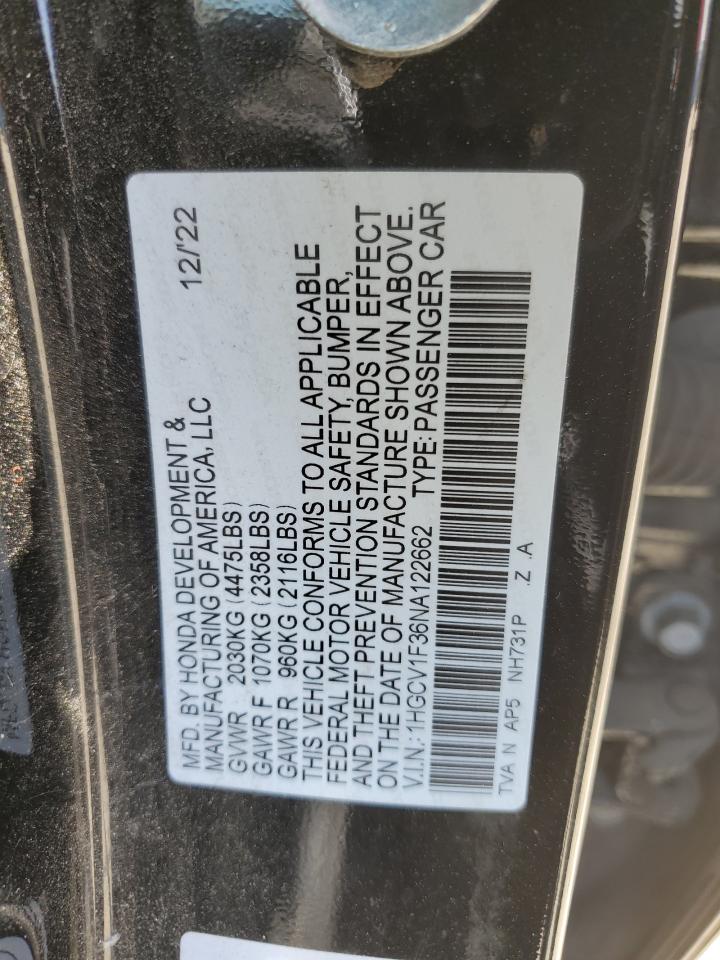 MFD. BY HONDA DEVELOPMENT &
MANUFACTURING OF AMERICA, LLC 12/'22
GVWR 2030KG (4475LBS)
GAWR F 1070KG (2358LBS)
GAWR R 960KG (2116LBS)
THIS VEHICLE CONFORMS TO ALL APPLICABLE
FEDERAL MOTOR VEHICLE SAFETY, BUMPER,
AND THEFT PREVENTION STANDARDS IN EFFECT
ON THE DATE OF MANUFACTURE SHOWN ABOVE.
V.I.N.: 1HGCV1F36NA122662 TYPE: PASSENGER CAR
TVA N AP5 NH731P .Z .A